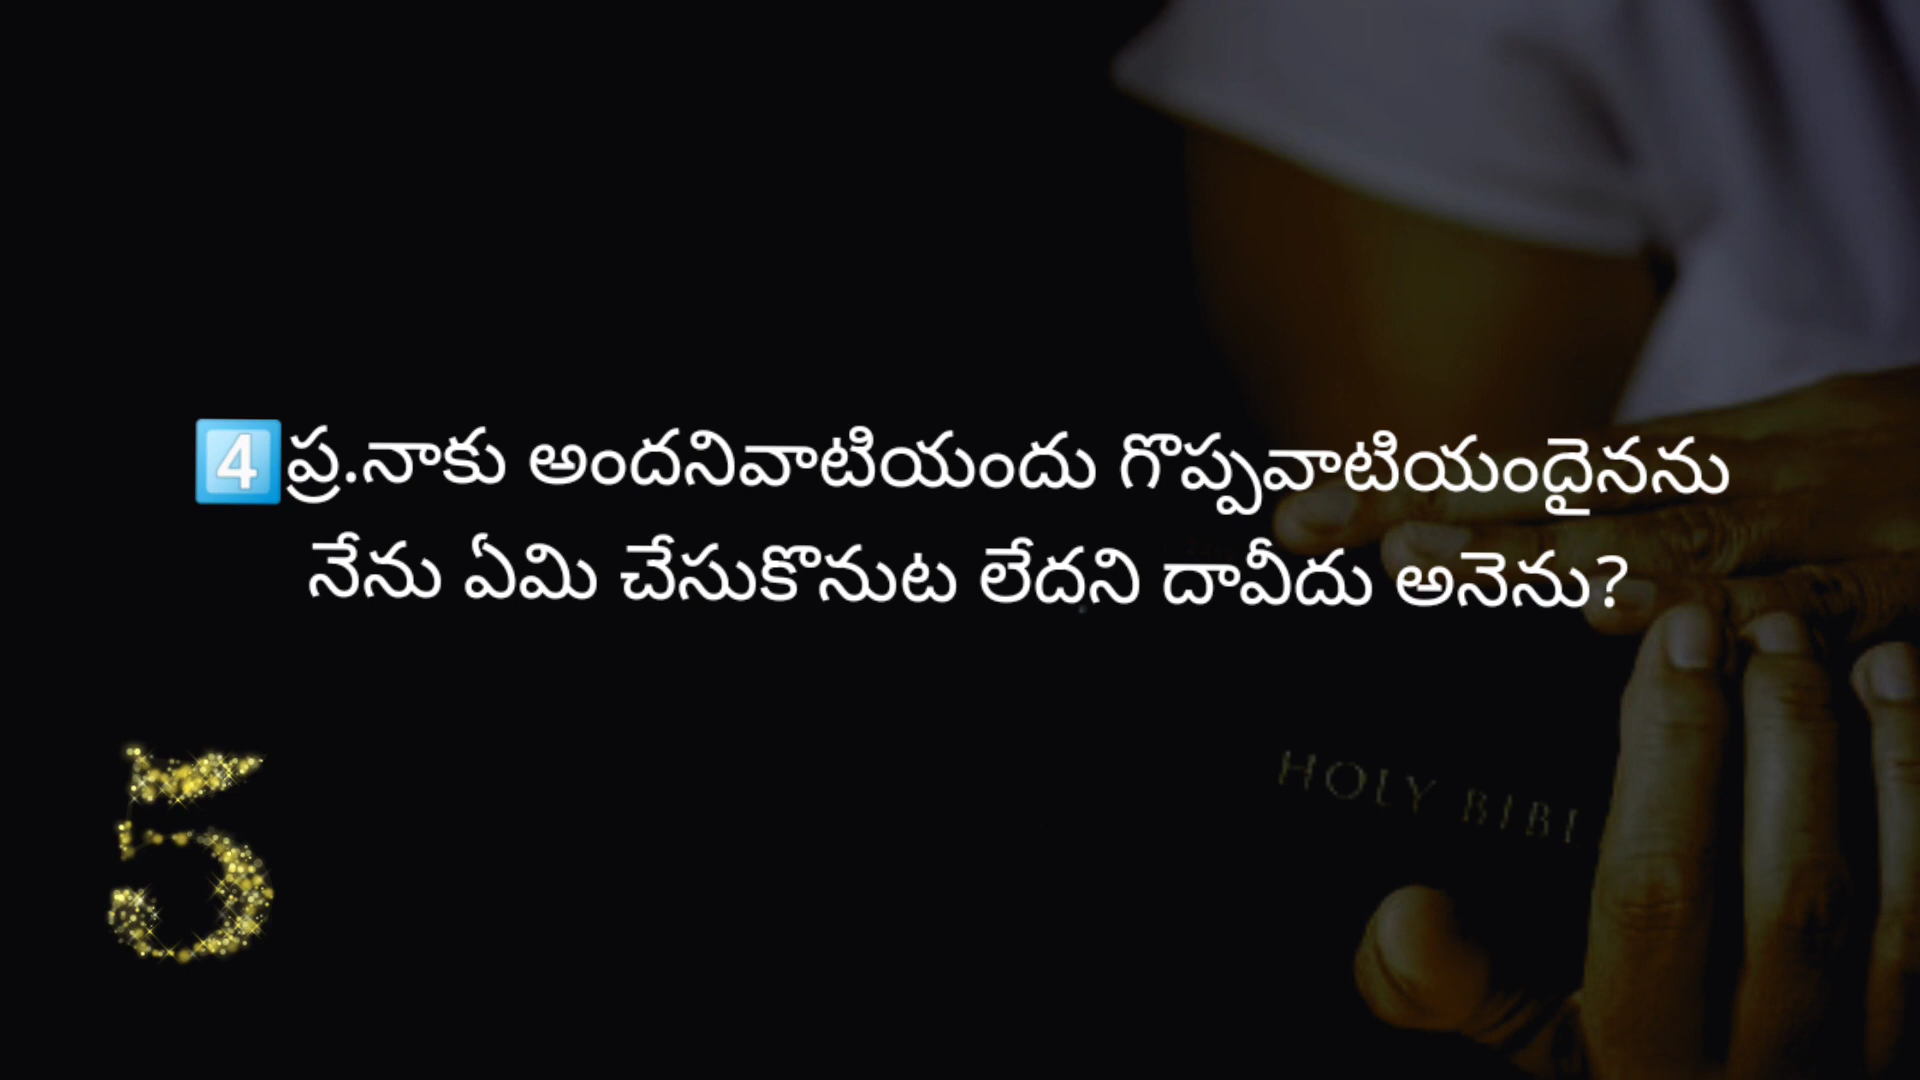 4️⃣ప్ర.నాకు అందనివాటియందు గొప్పవాటియందైనను
నేను ఏమి చేసుకొనుట లేదని దావీదు అనెను?
5
HOLY BIBI